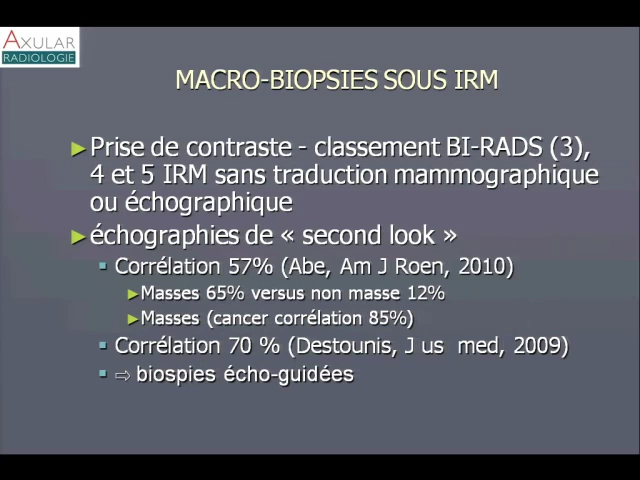 AXULAR
RADIOLOGIE
MACRO-BIOPSIES SOUS IRM
►Prise de contraste - classement BI-RADS (3),
4 et 5 IRM sans traduction mammographique
ou échographique
►échographies de « second look »
▪ Corrélation 57% (Abe, Am J Roen, 2010)
►Masses 65% versus non masse 12%
►Masses (cancer corrélation 85%)
▪ Corrélation 70 % (Destounis, J us med, 2009)
▪ ⇨ biospies écho-guidées